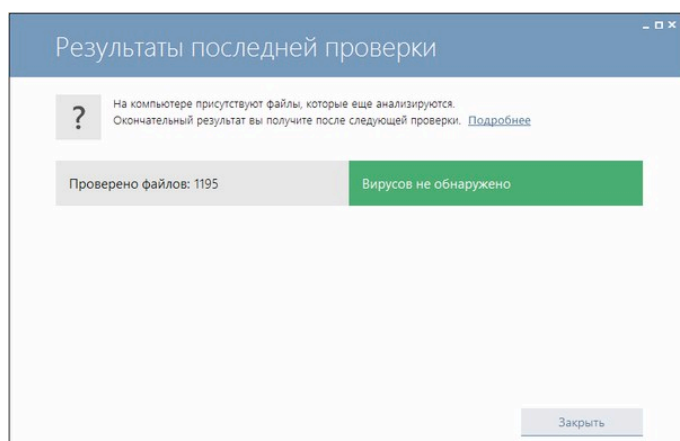 Результаты последней проверки
?
На компьютере присутствуют файлы, которые еще анализируются.
Окончательный результат вы получите после следующей проверки. Подробнее
Проверено файлов: 1195
Вирусов не обнаружено
Закрыть